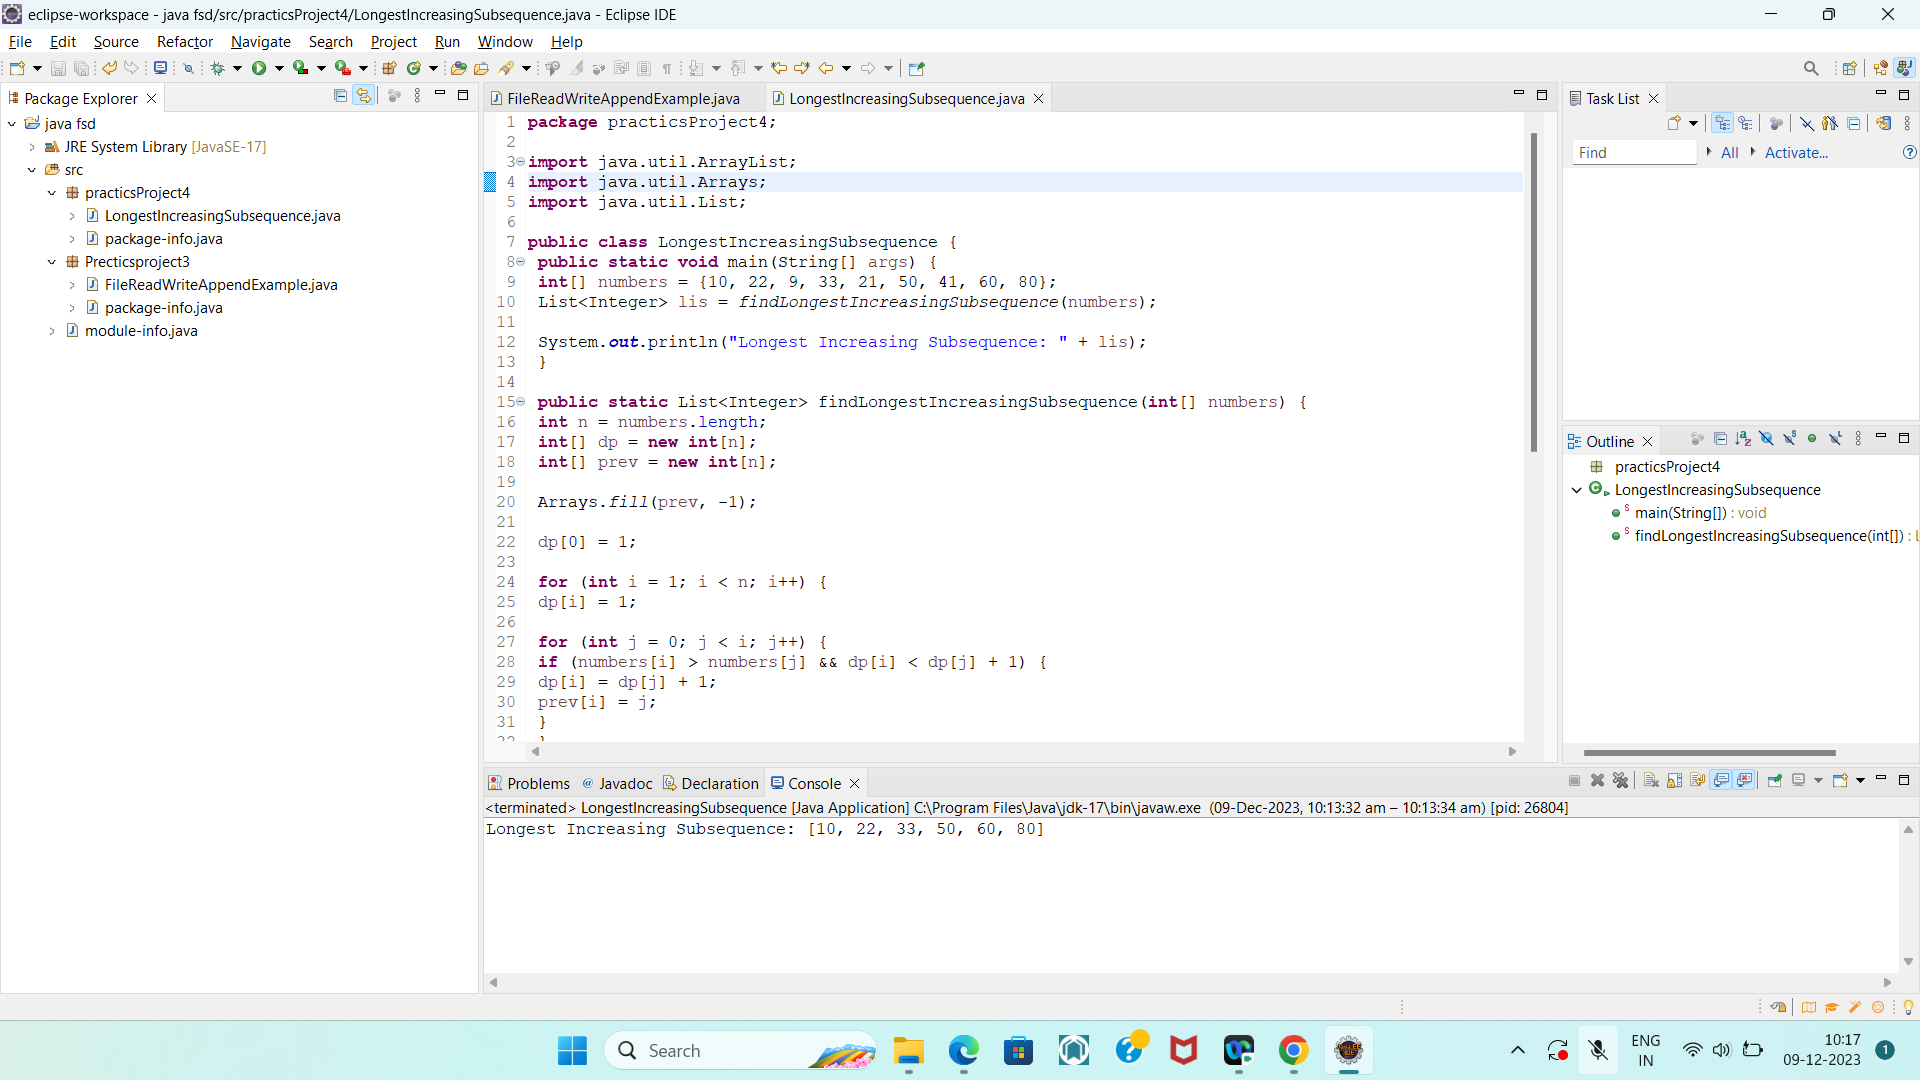 eclipse-workspace - java fsd/src/practicsProject4/LongestIncreasingSubsequence.java - Eclipse IDE
File Edit Source Refactor Navigate Search Project Run Window Help
Package Explorer
java fsd
JRE System Library [JavaSE-17]
src
practicsProject4
LongestIncreasingSubsequence.java
package-info.java
Precticsproject3
FileReadWriteAppendExample.java
package-info.java
module-info.java
FileReadWriteAppendExample.java LongestIncreasingSubsequence.java
1 package practicsProject4;
2
3 import java.util.ArrayList;
4 import java.util.Arrays;
5 import java.util.List;
6
7 public class LongestIncreasingSubsequence {
8 public static void main(String[] args) {
9 int[] numbers = {10, 22, 9, 33, 21, 50, 41, 60, 80};
10 List<Integer> lis = findLongestIncreasingSubsequence(numbers);
11
12 System.out.println("Longest Increasing Subsequence: " + lis);
13 }
14
15 public static List<Integer> findLongestIncreasingSubsequence(int[] numbers) {
16 int n = numbers.length;
17 int[] dp = new int[n];
18 int[] prev = new int[n];
19
20 Arrays.fill(prev, -1);
21
22 dp[0] = 1;
23
24 for (int i = 1; i < n; i++) {
25 dp[i] = 1;
26
27 for (int j = 0; j < i; j++) {
28 if (numbers[i] > numbers[j] && dp[i] < dp[j] + 1) {
29 dp[i] = dp[j] + 1;
30 prev[i] = j;
31 }
32 }
Task List
Find All Activate...
Outline
practicsProject4
LongestIncreasingSubsequence
main(String[]) : void
findLongestIncreasingSubsequence(int[]) :
Problems Javadoc Declaration Console
<terminated> LongestIncreasingSubsequence [Java Application] C:\Program Files\Java\jdk-17\bin\javaw.exe (09-Dec-2023, 10:13:32 am – 10:13:34 am) [pid: 26804]
Longest Increasing Subsequence: [10, 22, 33, 50, 60, 80]
Search
ENG
IN
10:17
09-12-2023
1